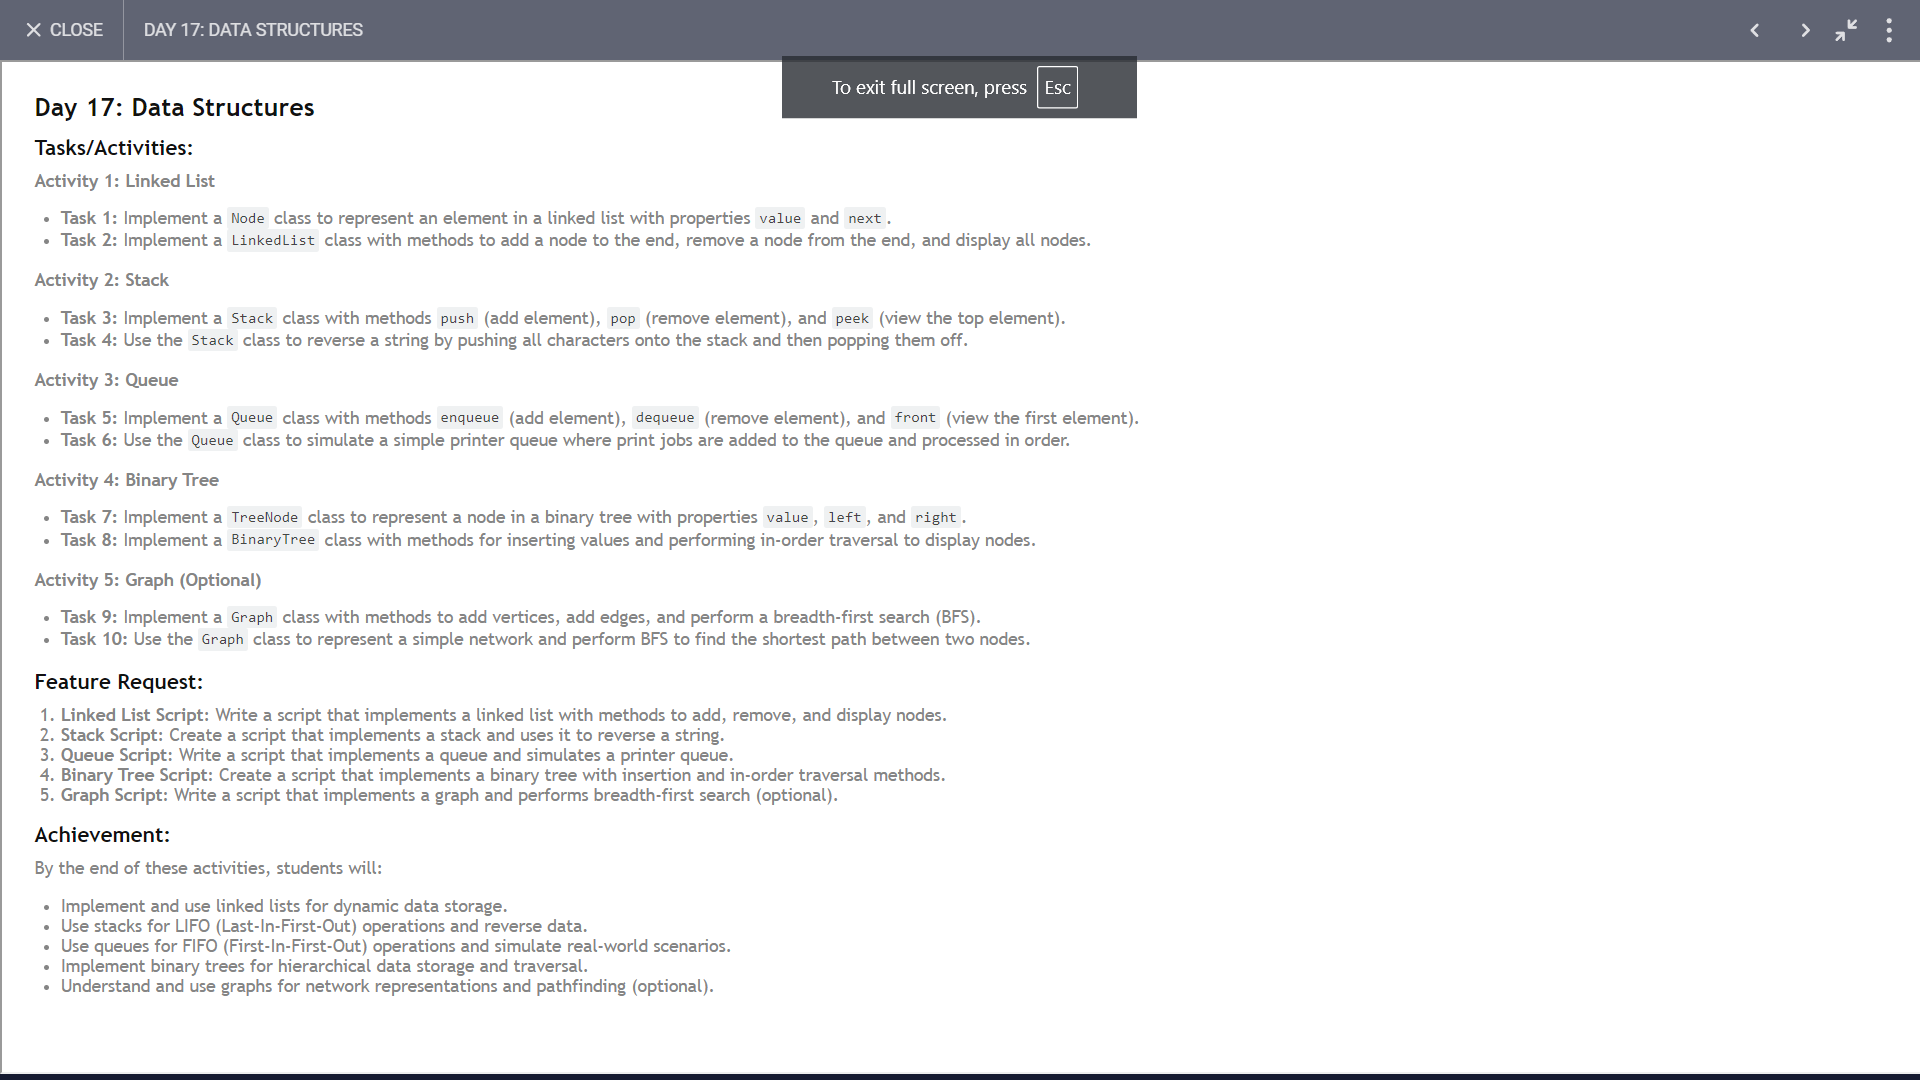 CLOSE
DAY 17: DATA STRUCTURES
To exit full screen, press Esc
Day 17: Data Structures
Tasks/Activities:
Activity 1: Linked List
• Task 1: Implement a Node class to represent an element in a linked list with properties value and next.
• Task 2: Implement a LinkedList class with methods to add a node to the end, remove a node from the end, and display all nodes.
Activity 2: Stack
• Task 3: Implement a Stack class with methods push (add element), pop (remove element), and peek (view the top element).
• Task 4: Use the Stack class to reverse a string by pushing all characters onto the stack and then popping them off.
Activity 3: Queue
• Task 5: Implement a Queue class with methods enqueue (add element), dequeue (remove element), and front (view the first element).
• Task 6: Use the Queue class to simulate a simple printer queue where print jobs are added to the queue and processed in order.
Activity 4: Binary Tree
• Task 7: Implement a TreeNode class to represent a node in a binary tree with properties value, left, and right.
• Task 8: Implement a BinaryTree class with methods for inserting values and performing in-order traversal to display nodes.
Activity 5: Graph (Optional)
• Task 9: Implement a Graph class with methods to add vertices, add edges, and perform a breadth-first search (BFS).
• Task 10: Use the Graph class to represent a simple network and perform BFS to find the shortest path between two nodes.
Feature Request:
1. Linked List Script: Write a script that implements a linked list with methods to add, remove, and display nodes.
2. Stack Script: Create a script that implements a stack and uses it to reverse a string.
3. Queue Script: Write a script that implements a queue and simulates a printer queue.
4. Binary Tree Script: Create a script that implements a binary tree with insertion and in-order traversal methods.
5. Graph Script: Write a script that implements a graph and performs breadth-first search (optional).
Achievement:
By the end of these activities, students will:
• Implement and use linked lists for dynamic data storage.
• Use stacks for LIFO (Last-In-First-Out) operations and reverse data.
• Use queues for FIFO (First-In-First-Out) operations and simulate real-world scenarios.
• Implement binary trees for hierarchical data storage and traversal.
• Understand and use graphs for network representations and pathfinding (optional).